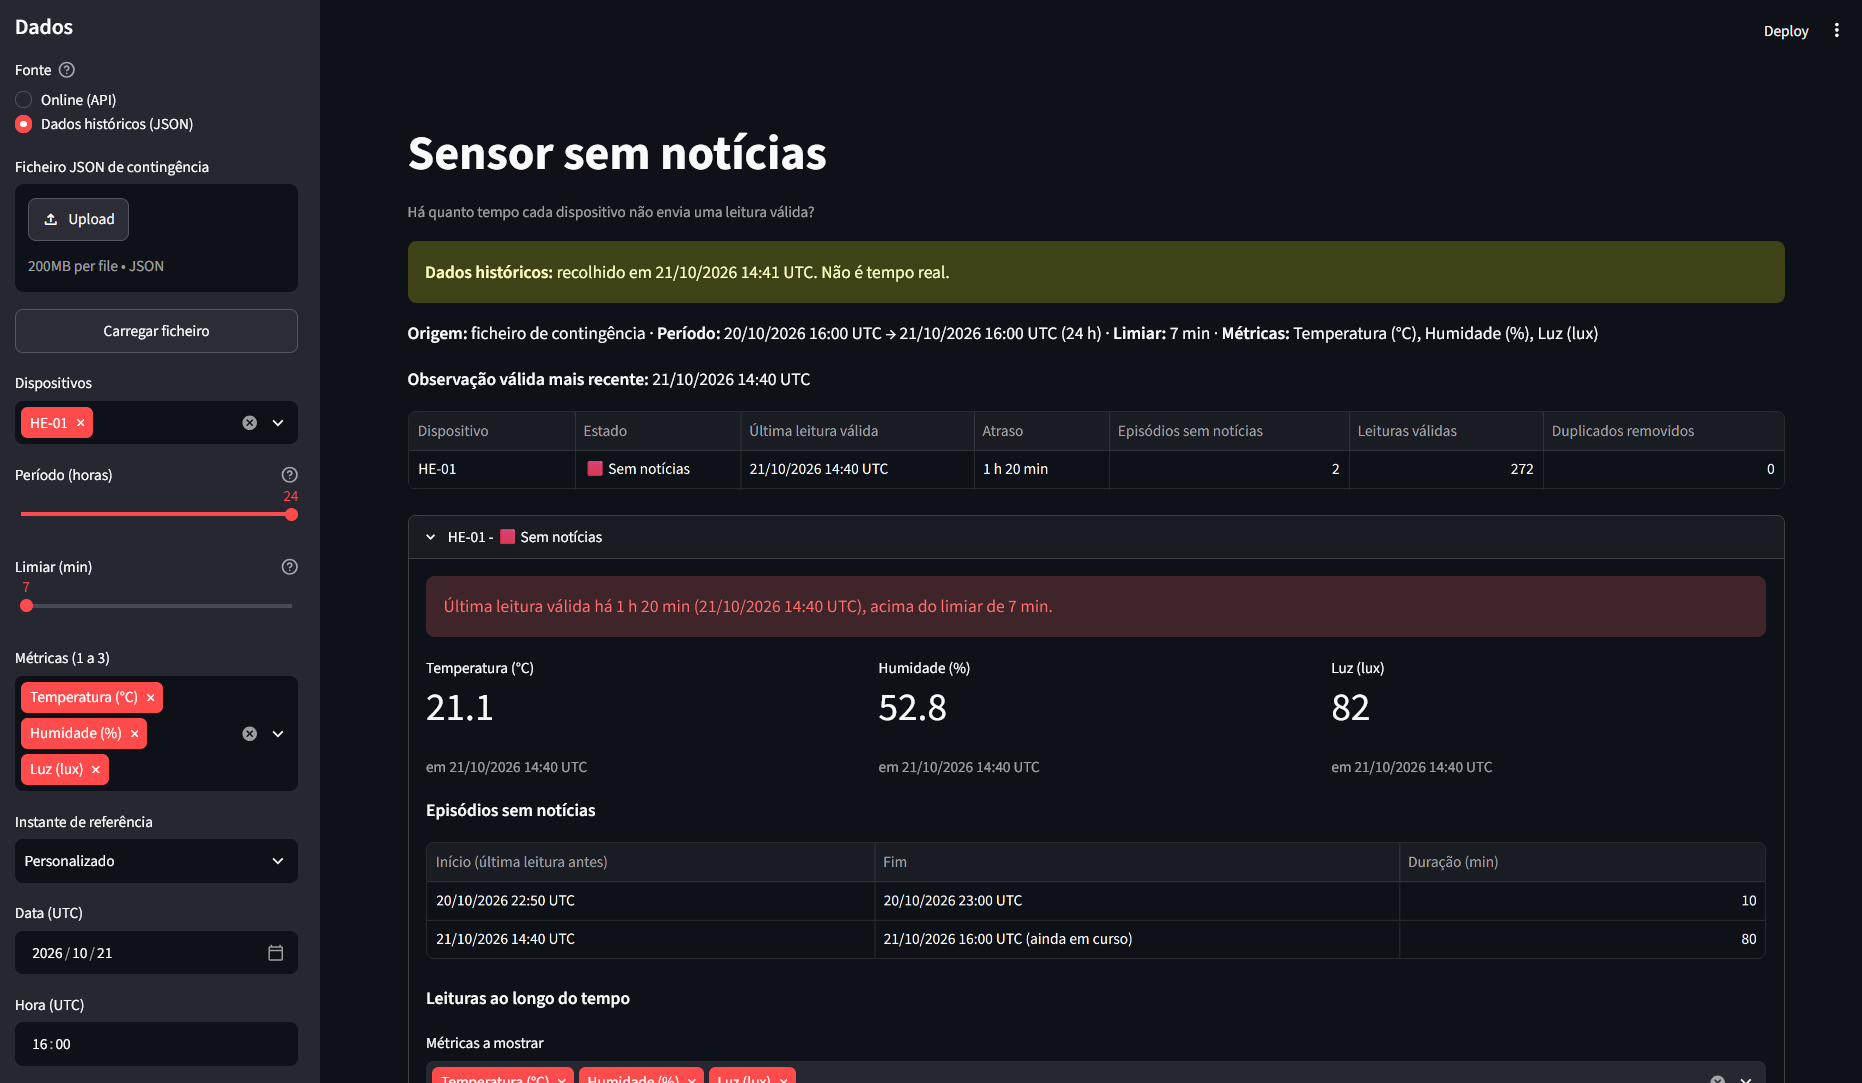 Dados
Fonte
Online (API)
Dados históricos (JSON)
Ficheiro JSON de contingência
Upload
200MB per file • JSON
Carregar ficheiro
Dispositivos
HE-01
Período (horas)
24
Limiar (min)
7
Métricas (1 a 3)
Temperatura (°C)
Humidade (%)
Luz (lux)
Instante de referência
Personalizado
Data (UTC)
2026/10/21
Hora (UTC)
16:00
Deploy
Sensor sem notícias
Há quanto tempo cada dispositivo não envia uma leitura válida?
Dados históricos: recolhido em 21/10/2026 14:41 UTC. Não é tempo real.
Origem: ficheiro de contingência · Período: 20/10/2026 16:00 UTC → 21/10/2026 16:00 UTC (24 h) · Limiar: 7 min · Métricas: Temperatura (°C), Humidade (%), Luz (lux)
Observação válida mais recente: 21/10/2026 14:40 UTC
Dispositivo Estado Última leitura válida Atraso Episódios sem notícias Leituras válidas Duplicados removidos
HE-01 Sem notícias 21/10/2026 14:40 UTC 1 h 20 min 2 272 0
HE-01 - Sem notícias
Última leitura válida há 1 h 20 min (21/10/2026 14:40 UTC), acima do limiar de 7 min.
Temperatura (°C) Humidade (%) Luz (lux)
21.1 52.8 82
em 21/10/2026 14:40 UTC em 21/10/2026 14:40 UTC em 21/10/2026 14:40 UTC
Episódios sem notícias
Início (última leitura antes) Fim Duração (min)
20/10/2026 22:50 UTC 20/10/2026 23:00 UTC 10
21/10/2026 14:40 UTC 21/10/2026 16:00 UTC (ainda em curso) 80
Leituras ao longo do tempo
Métricas a mostrar
Temperatura (°C) Humidade (%) Luz (lux)